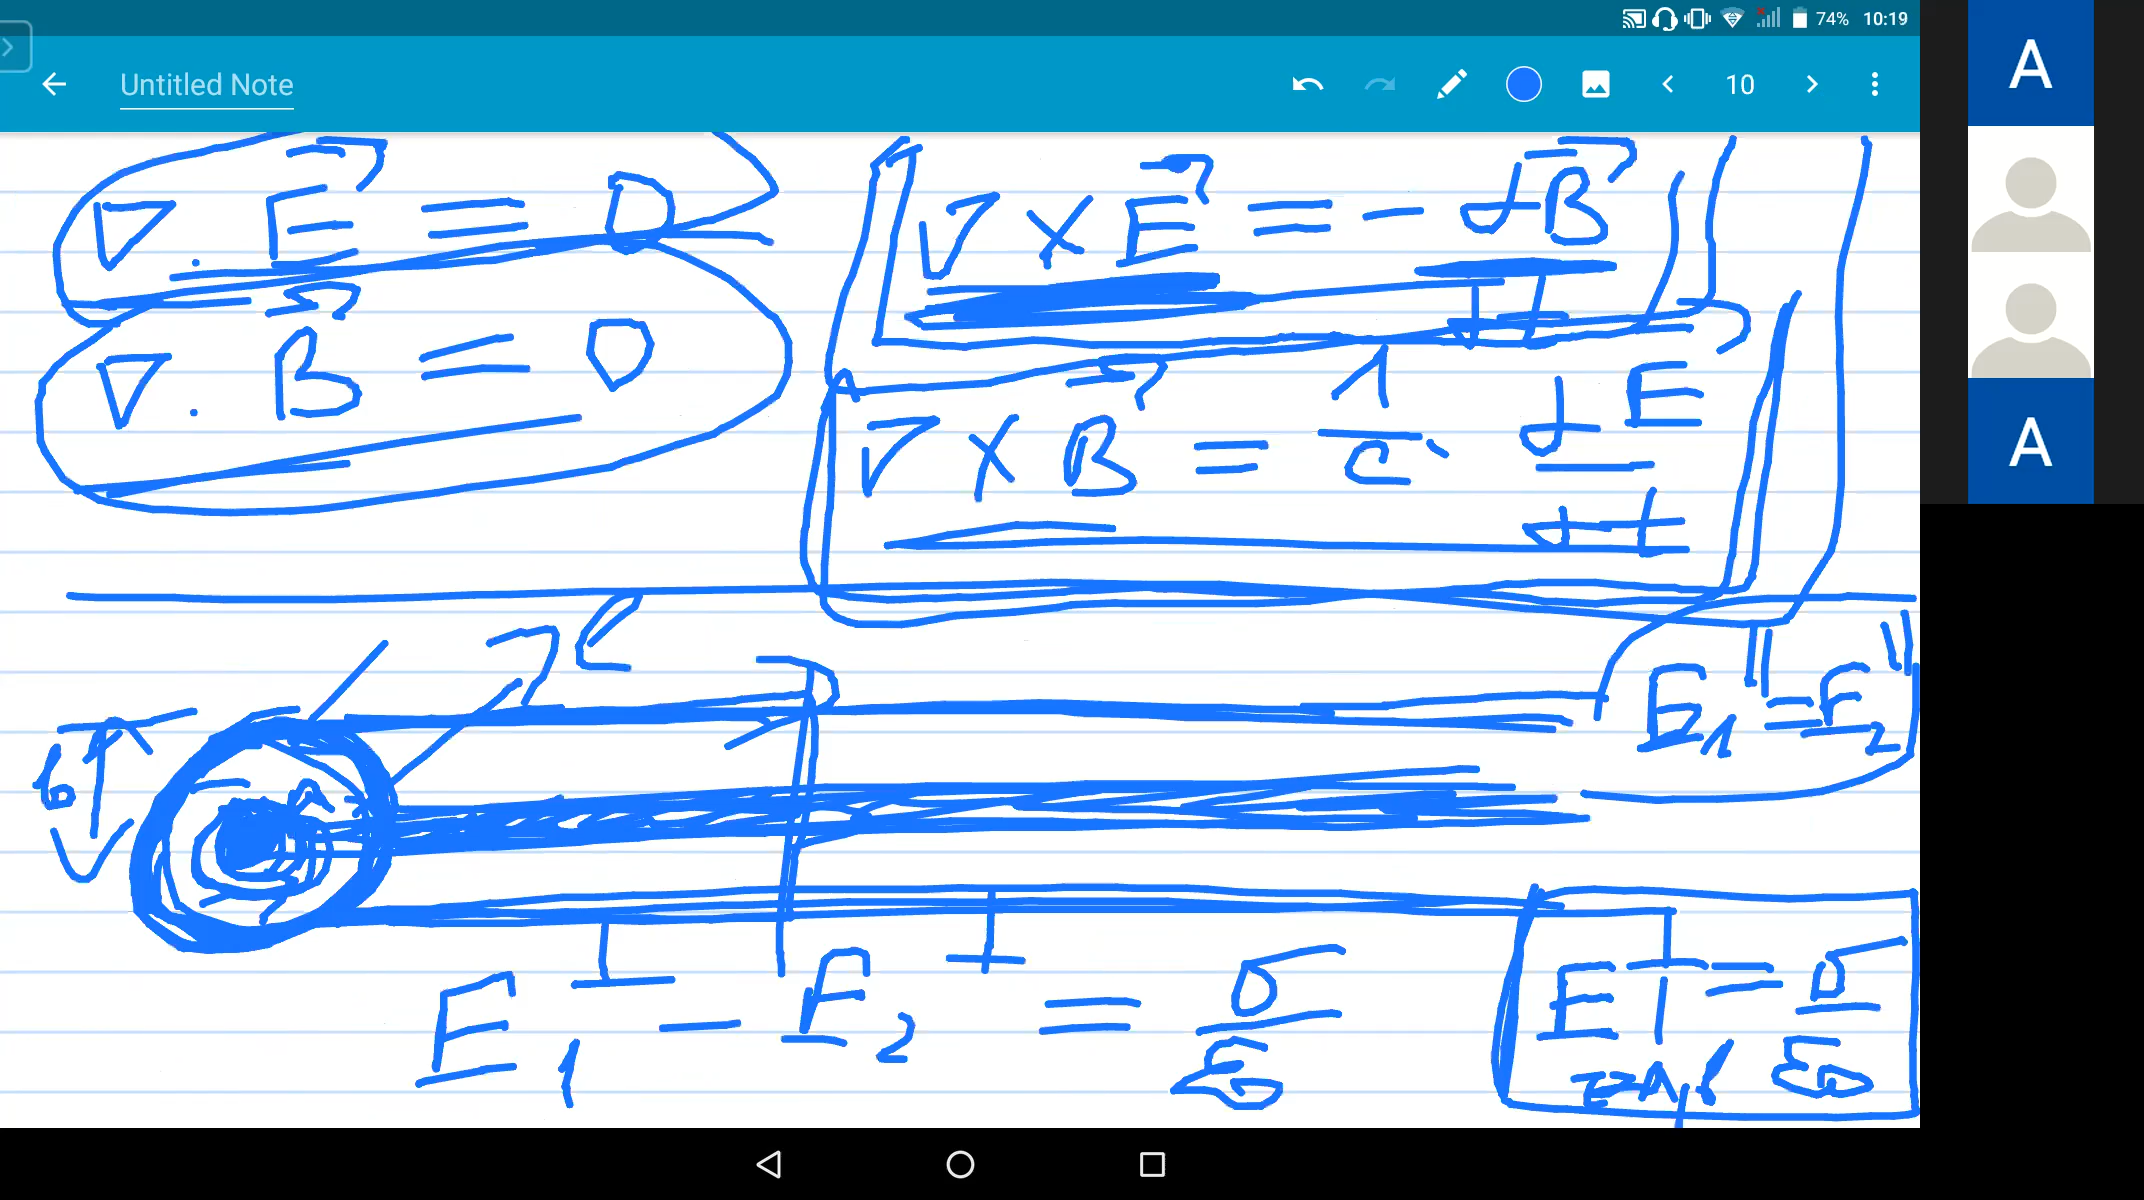 74% 10:19
Untitled Note
10
A
A
∇ · E⃗ = 0
∇ × E⃗ = - dB⃗ / dt
∇ · B⃗ = 0
∇ × B⃗ = 1/c · dE / dt
b
E₁" = E₂"
E₁⊥ - E₂⊥ = σ / ε₀
E⊥ = σ / ε₀